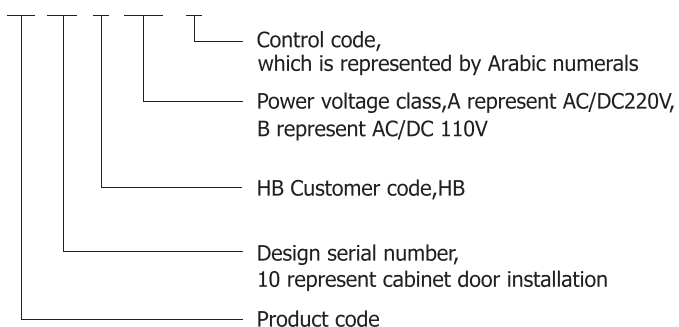 Control code,
which is represented by Arabic numerals
Power voltage class,A represent AC/DC220V,
B represent AC/DC 110V
HB Customer code,HB
Design serial number,
10 represent cabinet door installation
Product code